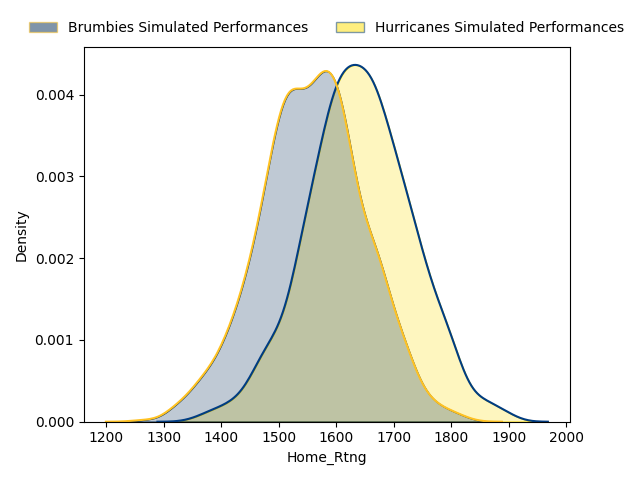 Brumbies Simulated Performances Hurricanes Simulated Performances
0.004
0.003
0.002
0.001
0.000
Density
1200 1300 1400 1500 1600 1700 1800 1900 2000
Home_Rtng